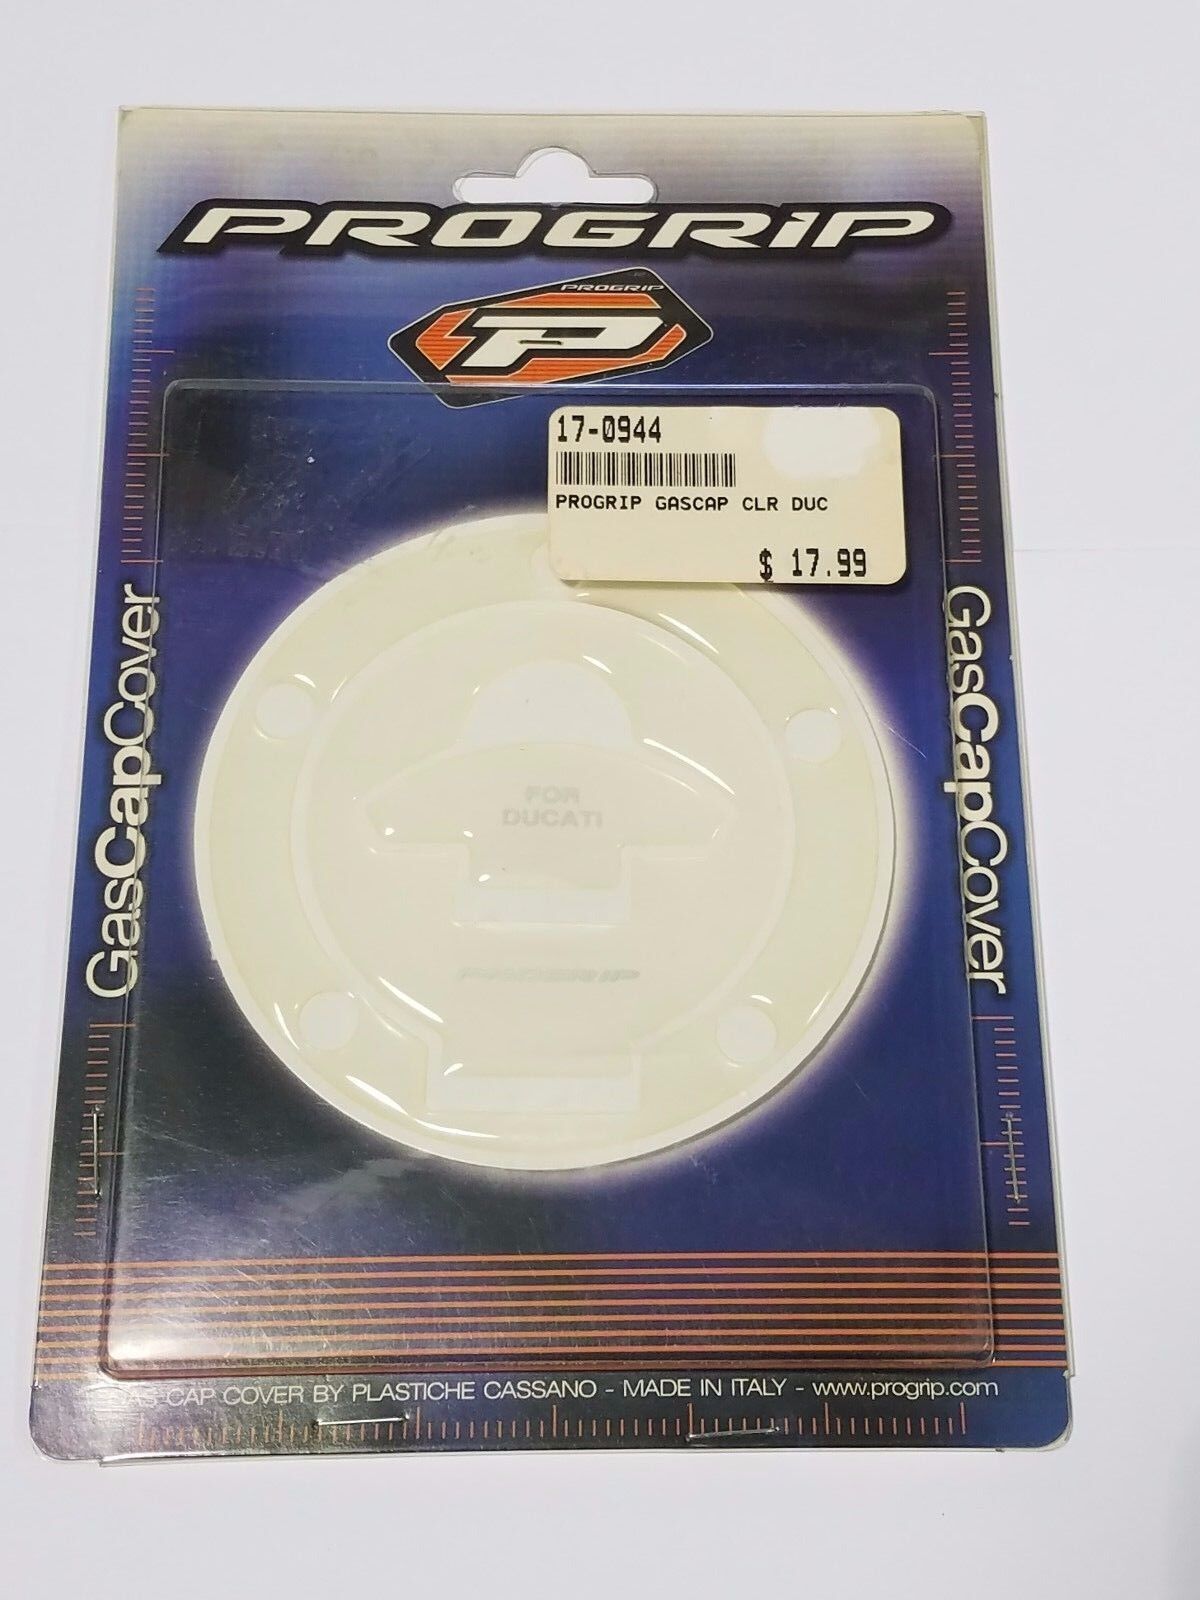 PROGRIP
PROGRIP
P
17-0944
PROGRIP GASCAP CLR DUC
$ 17.99
GasCapCover
GasCapCover
FOR
DUCATI
PROGRIP
GAS CAP COVER BY PLASTICHE CASSANO - MADE IN ITALY - www.progrip.com